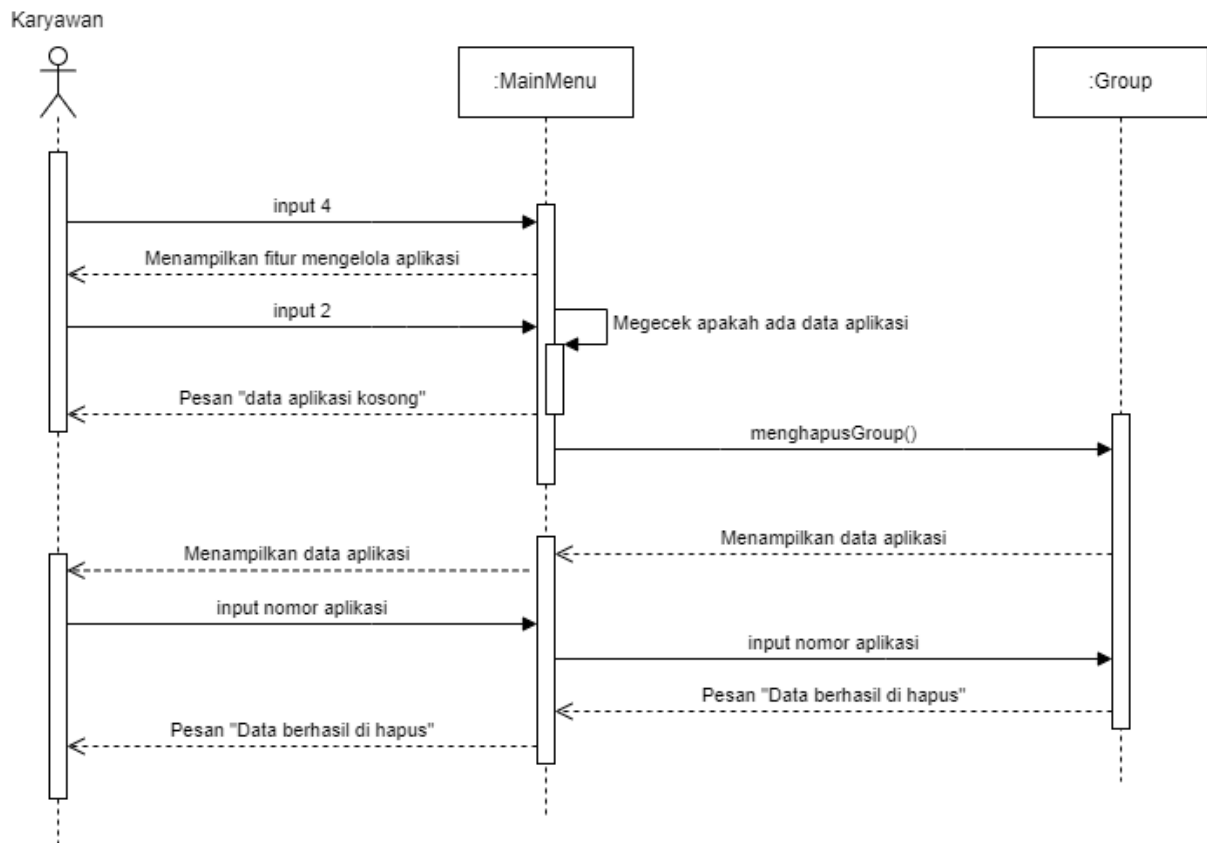 Karyawan
:MainMenu
:Group
input 4
Menampilkan fitur mengelola aplikasi
input 2
Megecek apakah ada data aplikasi
Pesan "data aplikasi kosong"
menghapusGroup()
Menampilkan data aplikasi
Menampilkan data aplikasi
input nomor aplikasi
input nomor aplikasi
Pesan "Data berhasil di hapus"
Pesan "Data berhasil di hapus"